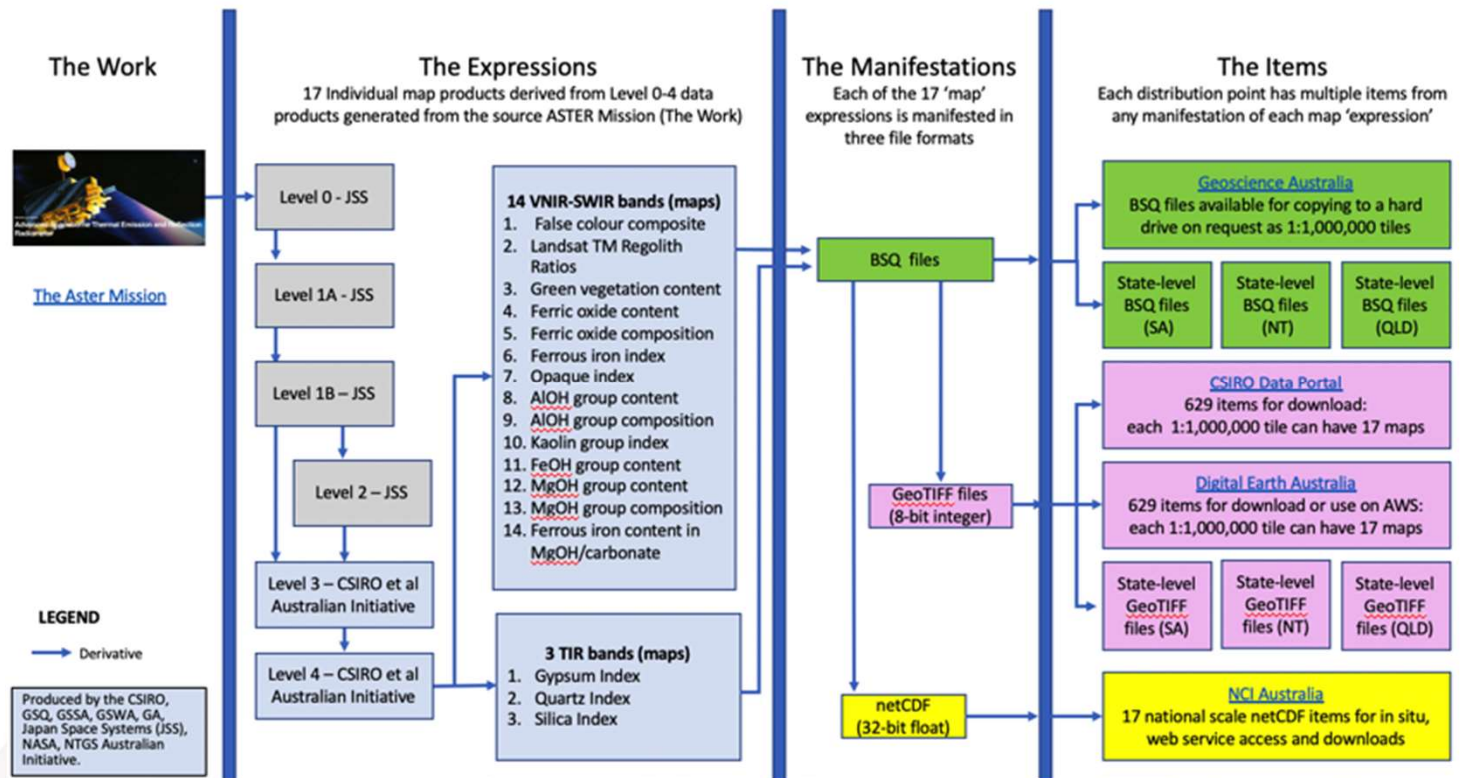 The Work
Advanced Spaceborne Thermal Emission and Reflection
Radiometer
The Aster Mission
LEGEND
Derivative
Produced by the CSIRO,
GSQ, GSSA, GSWA, GA,
Japan Space Systems (JSS),
NASA, NTGS Australian
Initiative.
The Expressions
17 Individual map products derived from Level 0-4 data
products generated from the source ASTER Mission (The Work)
Level 0 - JSS
Level 1A - JSS
Level 1B – JSS
Level 2 – JSS
Level 3 – CSIRO et al
Australian Initiative
Level 4 – CSIRO et al
Australian Initiative
14 VNIR-SWIR bands (maps)
1. False colour composite
2. Landsat TM Regolith
Ratios
3. Green vegetation content
4. Ferric oxide content
5. Ferric oxide composition
6. Ferrous iron index
7. Opaque index
8. AlOH group content
9. AlOH group composition
10. Kaolin group index
11. FeOH group content
12. MgOH group content
13. MgOH group composition
14. Ferrous iron content in
MgOH/carbonate
3 TIR bands (maps)
1. Gypsum Index
2. Quartz Index
3. Silica Index
The Manifestations
Each of the 17 ‘map’
expressions is manifested in
three file formats
BSQ files
GeoTIFF files
(8-bit integer)
netCDF
(32-bit float)
The Items
Each distribution point has multiple items from
any manifestation of each map ‘expression’
Geoscience Australia
BSQ files available for copying to a hard
drive on request as 1:1,000,000 tiles
State-level
BSQ files
(SA)
State-level
BSQ files
(NT)
State-level
BSQ files
(QLD)
CSIRO Data Portal
629 items for download:
each 1:1,000,000 tile can have 17 maps
Digital Earth Australia
629 items for download or use on AWS:
each 1:1,000,000 tile can have 17 maps
State-level
GeoTIFF
files (SA)
State-level
GeoTIFF
files (NT)
State-level
GeoTIFF
files (QLD)
NCI Australia
17 national scale netCDF items for in situ,
web service access and downloads